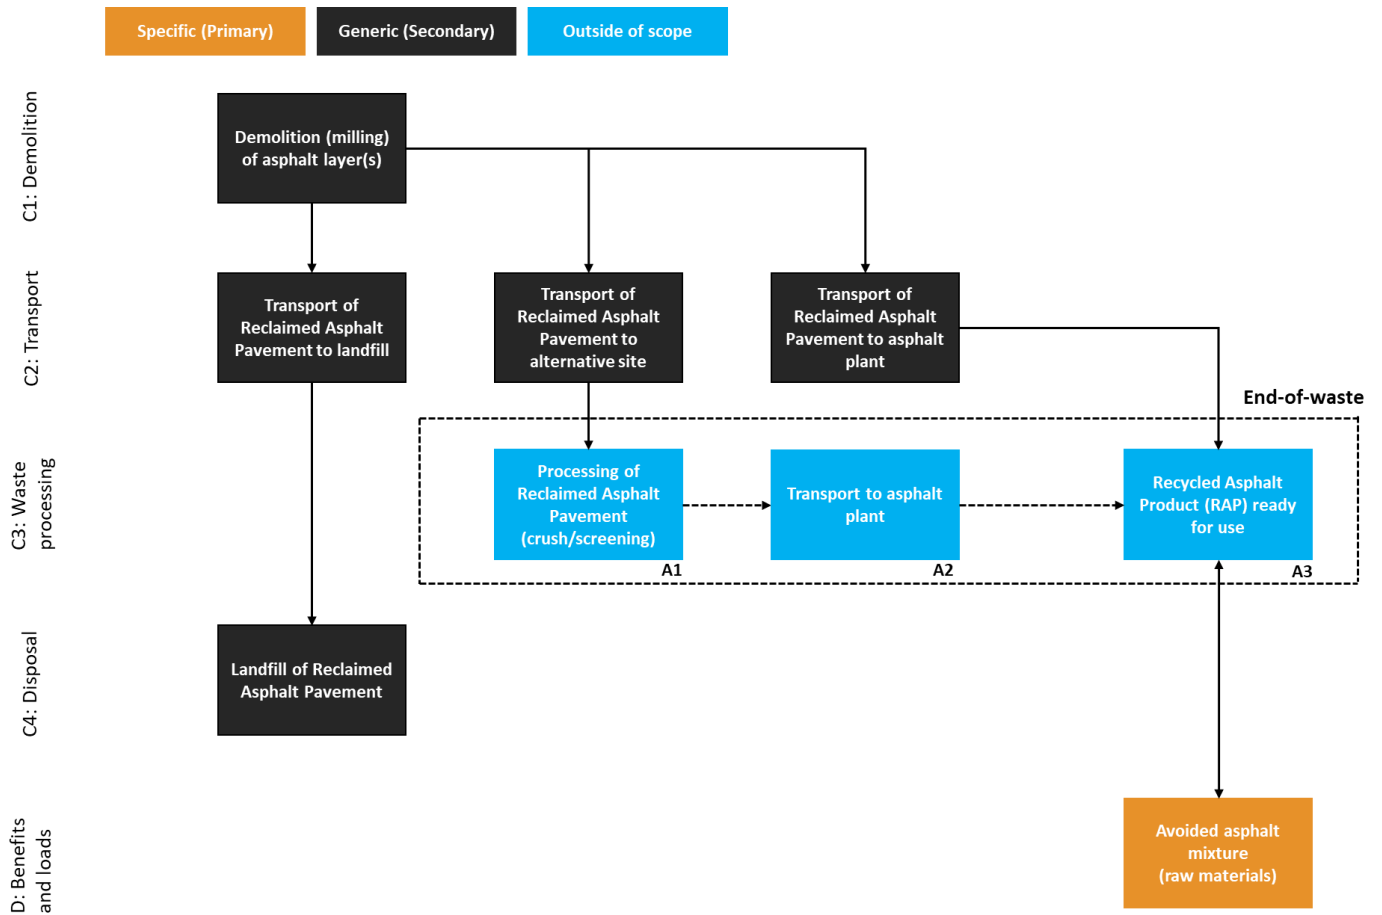 Specific (Primary)
Generic (Secondary)
Outside of scope
C1: Demolition
Demolition (milling)
of asphalt layer(s)
C2: Transport
Transport of
Reclaimed Asphalt
Pavement to landfill
Transport of
Reclaimed Asphalt
Pavement to
alternative site
Transport of
Reclaimed Asphalt
Pavement to asphalt
plant
End-of-waste
C3: Waste
processing
Processing of
Reclaimed Asphalt
Pavement
(crush/screening)
A1
Transport to asphalt
plant
A2
Recycled Asphalt
Product (RAP) ready
for use
A3
C4: Disposal
Landfill of Reclaimed
Asphalt Pavement
D: Benefits
and loads
Avoided asphalt
mixture
(raw materials)